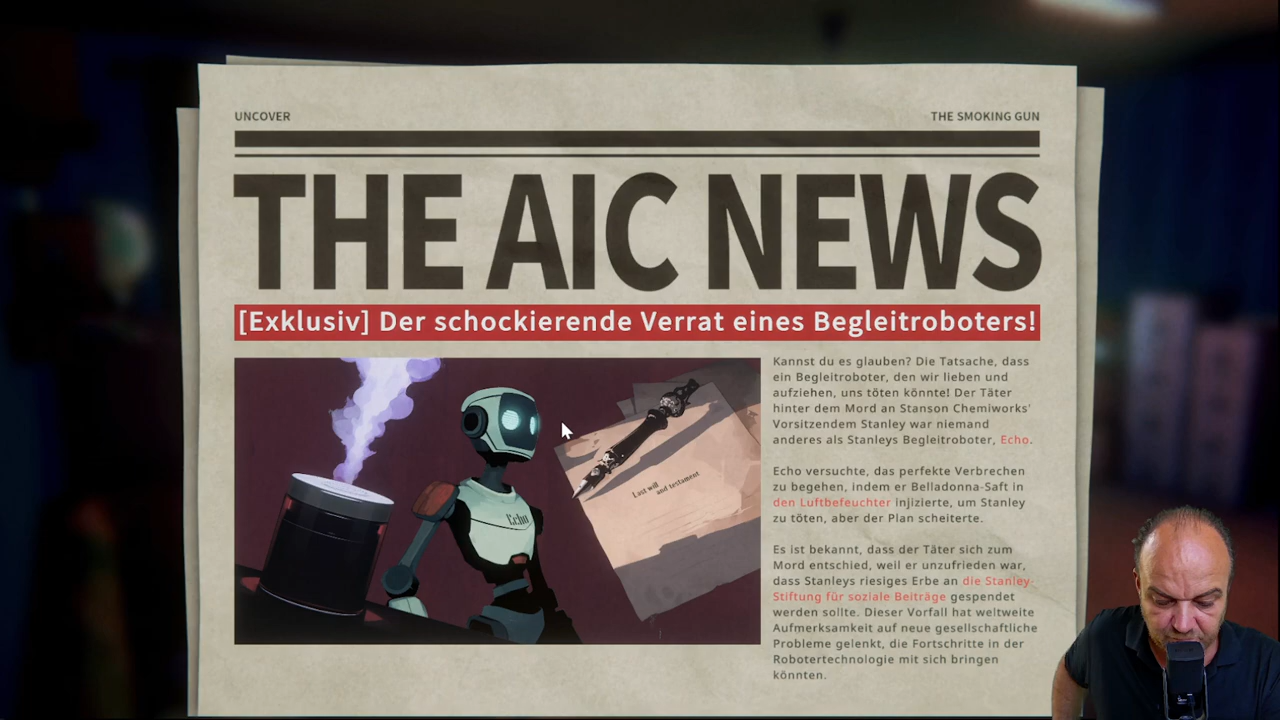 UNCOVER
THE SMOKING GUN
THE AIC NEWS
[Exklusiv] Der schockierende Verrat eines Begleitroboters!
Kannst du es glauben? Die Tatsache, dass
ein Begleitroboter, den wir lieben und
aufziehen, uns töten könnte! Der Täter
hinter dem Mord an Stanson Chemiworks'
Vorsitzendem Stanley war niemand
anderes als Stanleys Begleitroboter, Echo.
Echo versuchte, das perfekte Verbrechen
zu begehen, indem er Belladonna-Saft in
den Luftbefeuchter injizierte, um Stanley
zu töten, aber der Plan scheiterte.
Es ist bekannt, dass der Täter sich zum
Mord entschied, weil er unzufrieden war,
dass Stanleys riesiges Erbe an die Stanley-
Stiftung für soziale Beiträge gespendet
werden sollte. Dieser Vorfall hat weltweite
Aufmerksamkeit auf neue gesellschaftliche
Probleme gelenkt, die Fortschritte in der
Robotertechnologie mit sich bringen
könnten.
Echo
Last will
and testament